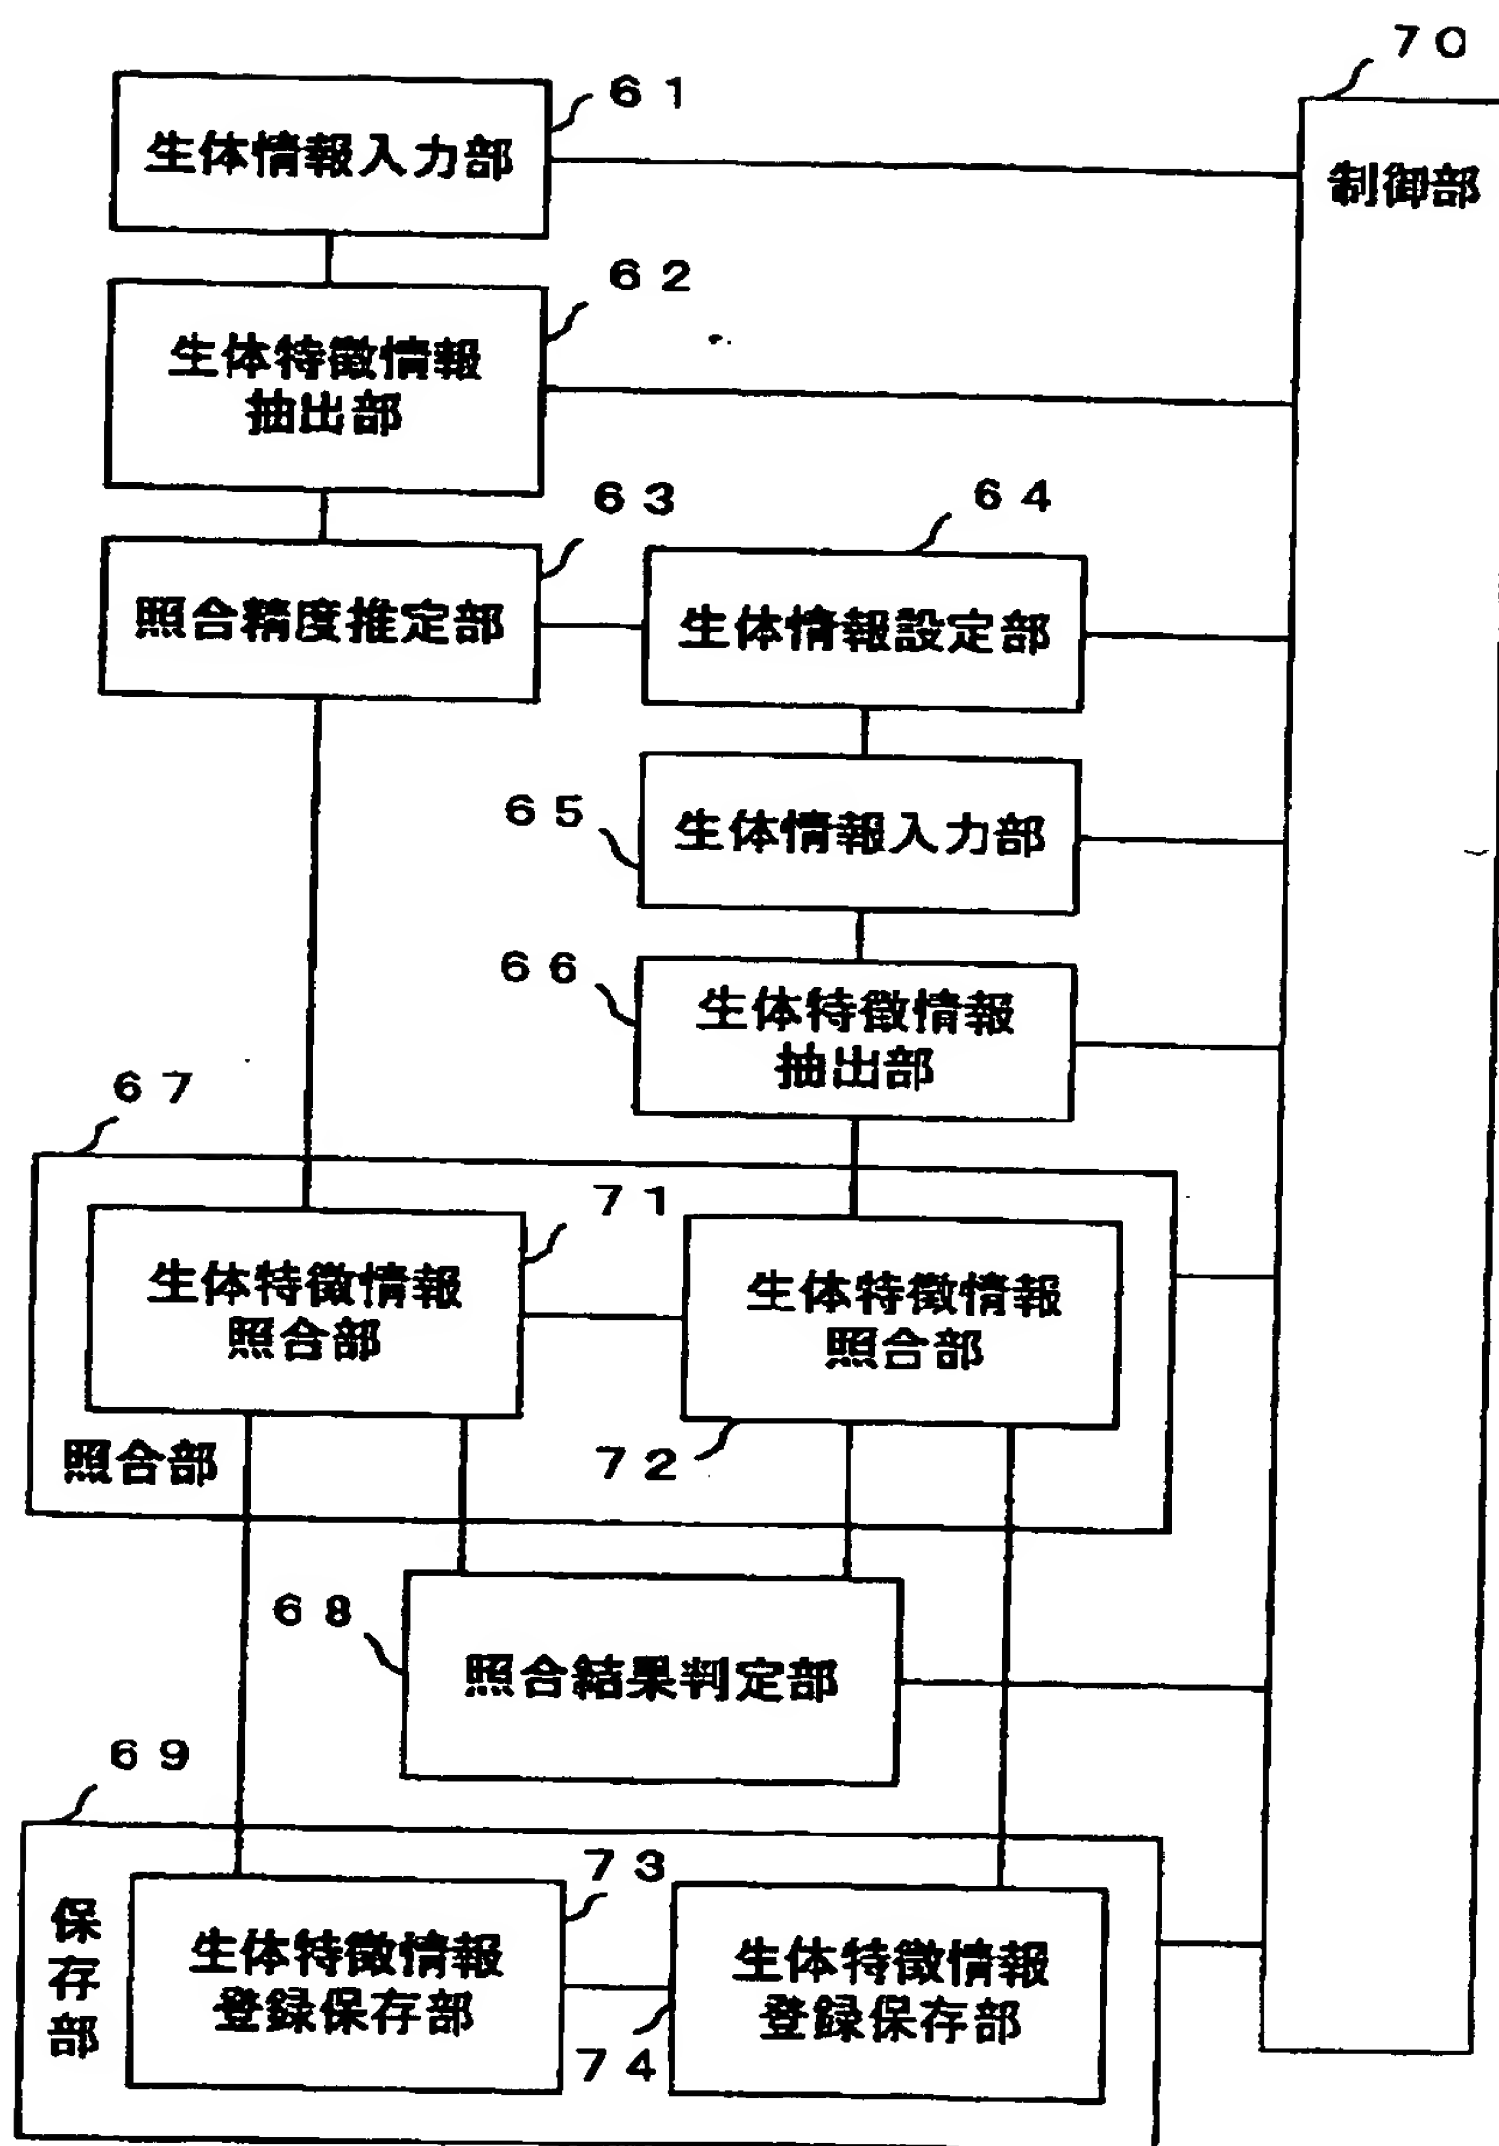 70
61
生体情報入力部
制御部
62
生体特徴情報
抽出部
63
64
照合精度推定部
生体情報設定部
65
生体情報入力部
66
生体特徴情報
抽出部
67
71
生体特徴情報
照合部
生体特徴情報
照合部
照合部
72
68
照合結果判定部
69
73
保存部
生体特徴情報
登録保存部
生体特徴情報
登録保存部
74